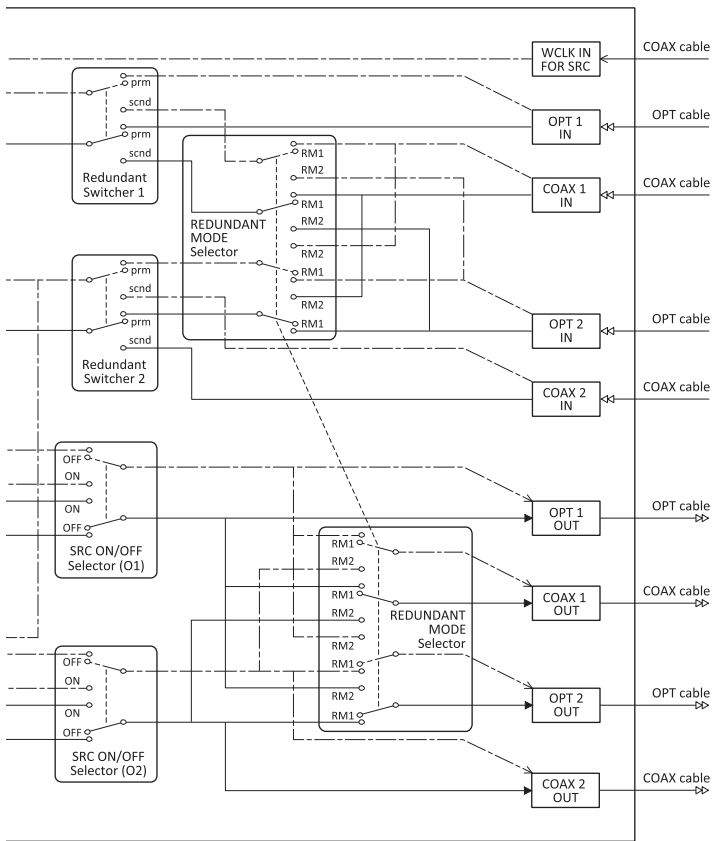 WCLK IN
FOR SRC
COAX cable
prm
scnd
prm
scnd
Redundant
Switcher 1
OPT 1
IN
OPT cable
RM1
RM2
RM1
RM2
RM2
RM1
RM2
RM1
REDUNDANT
MODE
Selector
COAX 1
IN
COAX cable
prm
scnd
prm
scnd
Redundant
Switcher 2
OPT 2
IN
OPT cable
COAX 2
IN
COAX cable
OFF
ON
ON
OFF
SRC ON/OFF
Selector (O1)
OPT 1
OUT
OPT cable
RM1
RM2
RM1
RM2
RM2
RM1
RM2
RM1
REDUNDANT
MODE
Selector
COAX 1
OUT
COAX cable
OFF
ON
ON
OFF
SRC ON/OFF
Selector (O2)
OPT 2
OUT
OPT cable
COAX 2
OUT
COAX cable